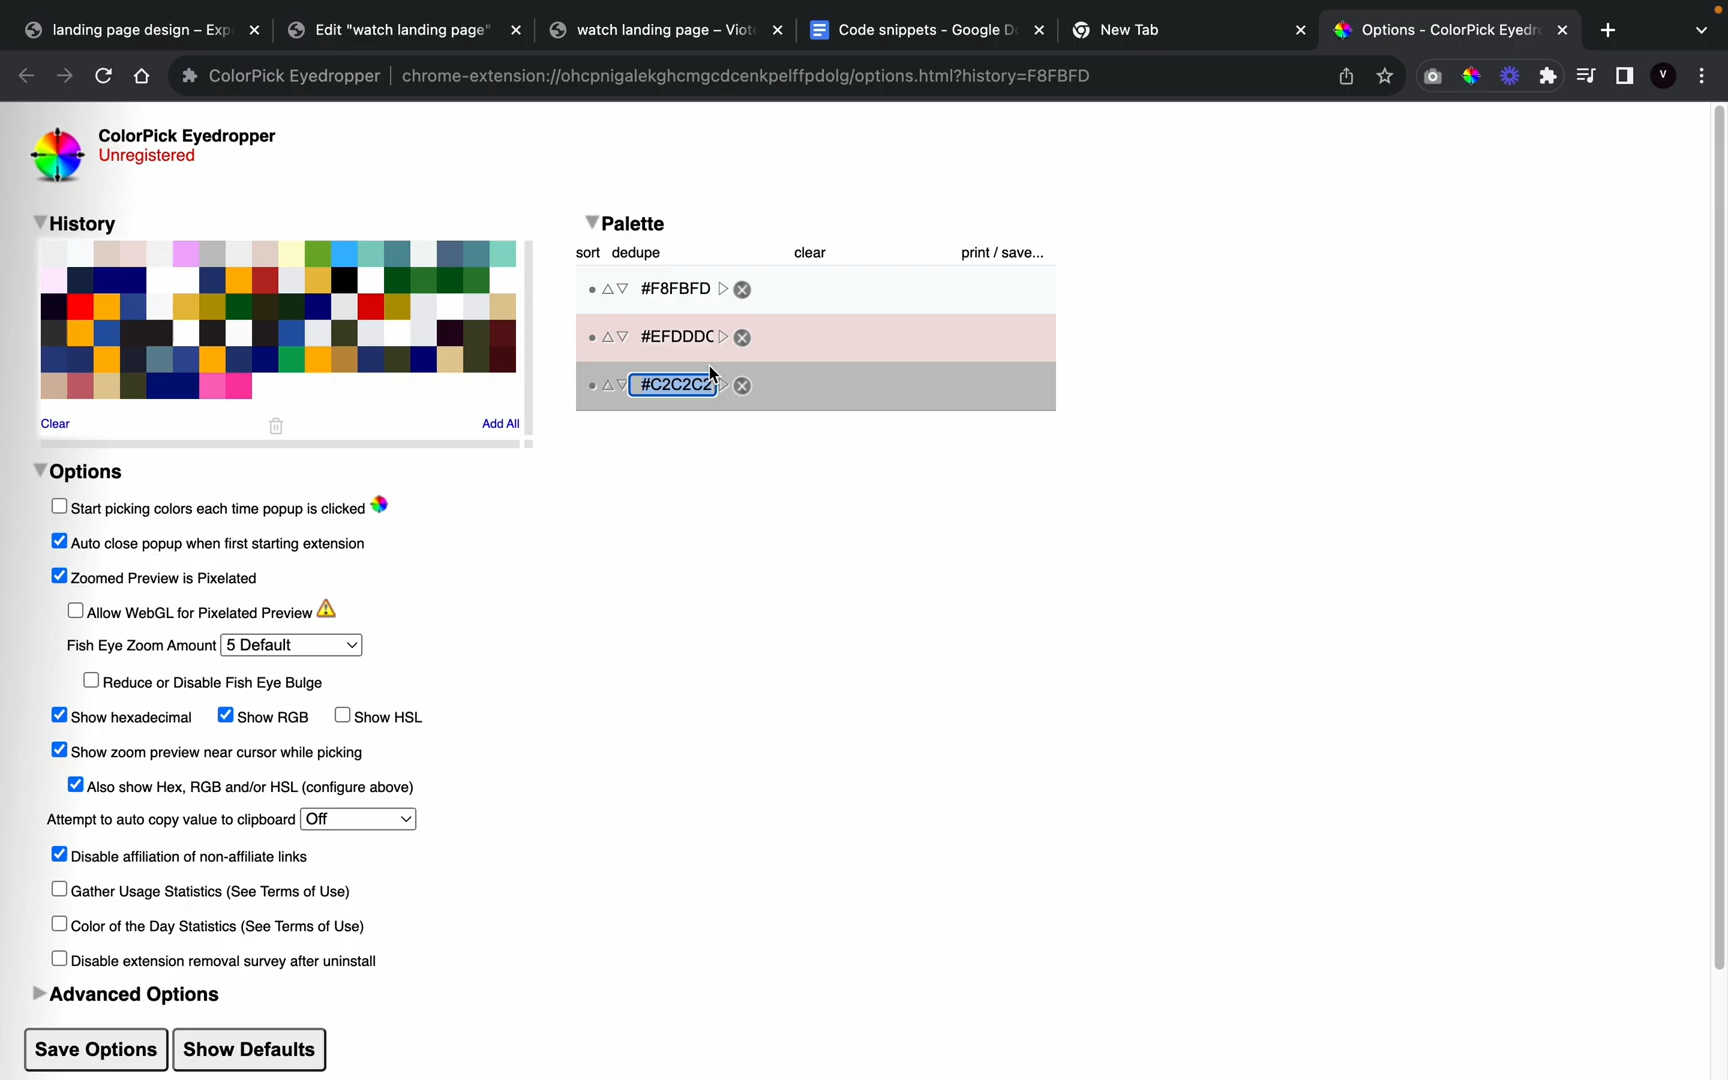 landing page design – Exp
Edit "watch landing page"
watch landing page – Viote
Code snippets - Google Do
New Tab
Options - ColorPick Eyedro
ColorPick Eyedropper
chrome-extension://ohcpnigalekghcmgcdcenkpelffpdolg/options.html?history=F8FBFD
V
ColorPick Eyedropper
Unregistered
History
Palette
sort dedupe clear print / save...
#F8FBFD
#EFDDDC
#C2C2C2
Clear
Add All
Options
Start picking colors each time popup is clicked
Auto close popup when first starting extension
Zoomed Preview is Pixelated
Allow WebGL for Pixelated Preview
Fish Eye Zoom Amount 5 Default
Reduce or Disable Fish Eye Bulge
Show hexadecimal Show RGB Show HSL
Show zoom preview near cursor while picking
Also show Hex, RGB and/or HSL (configure above)
Attempt to auto copy value to clipboard Off
Disable affiliation of non-affiliate links
Gather Usage Statistics (See Terms of Use)
Color of the Day Statistics (See Terms of Use)
Disable extension removal survey after uninstall
Advanced Options
Save Options Show Defaults